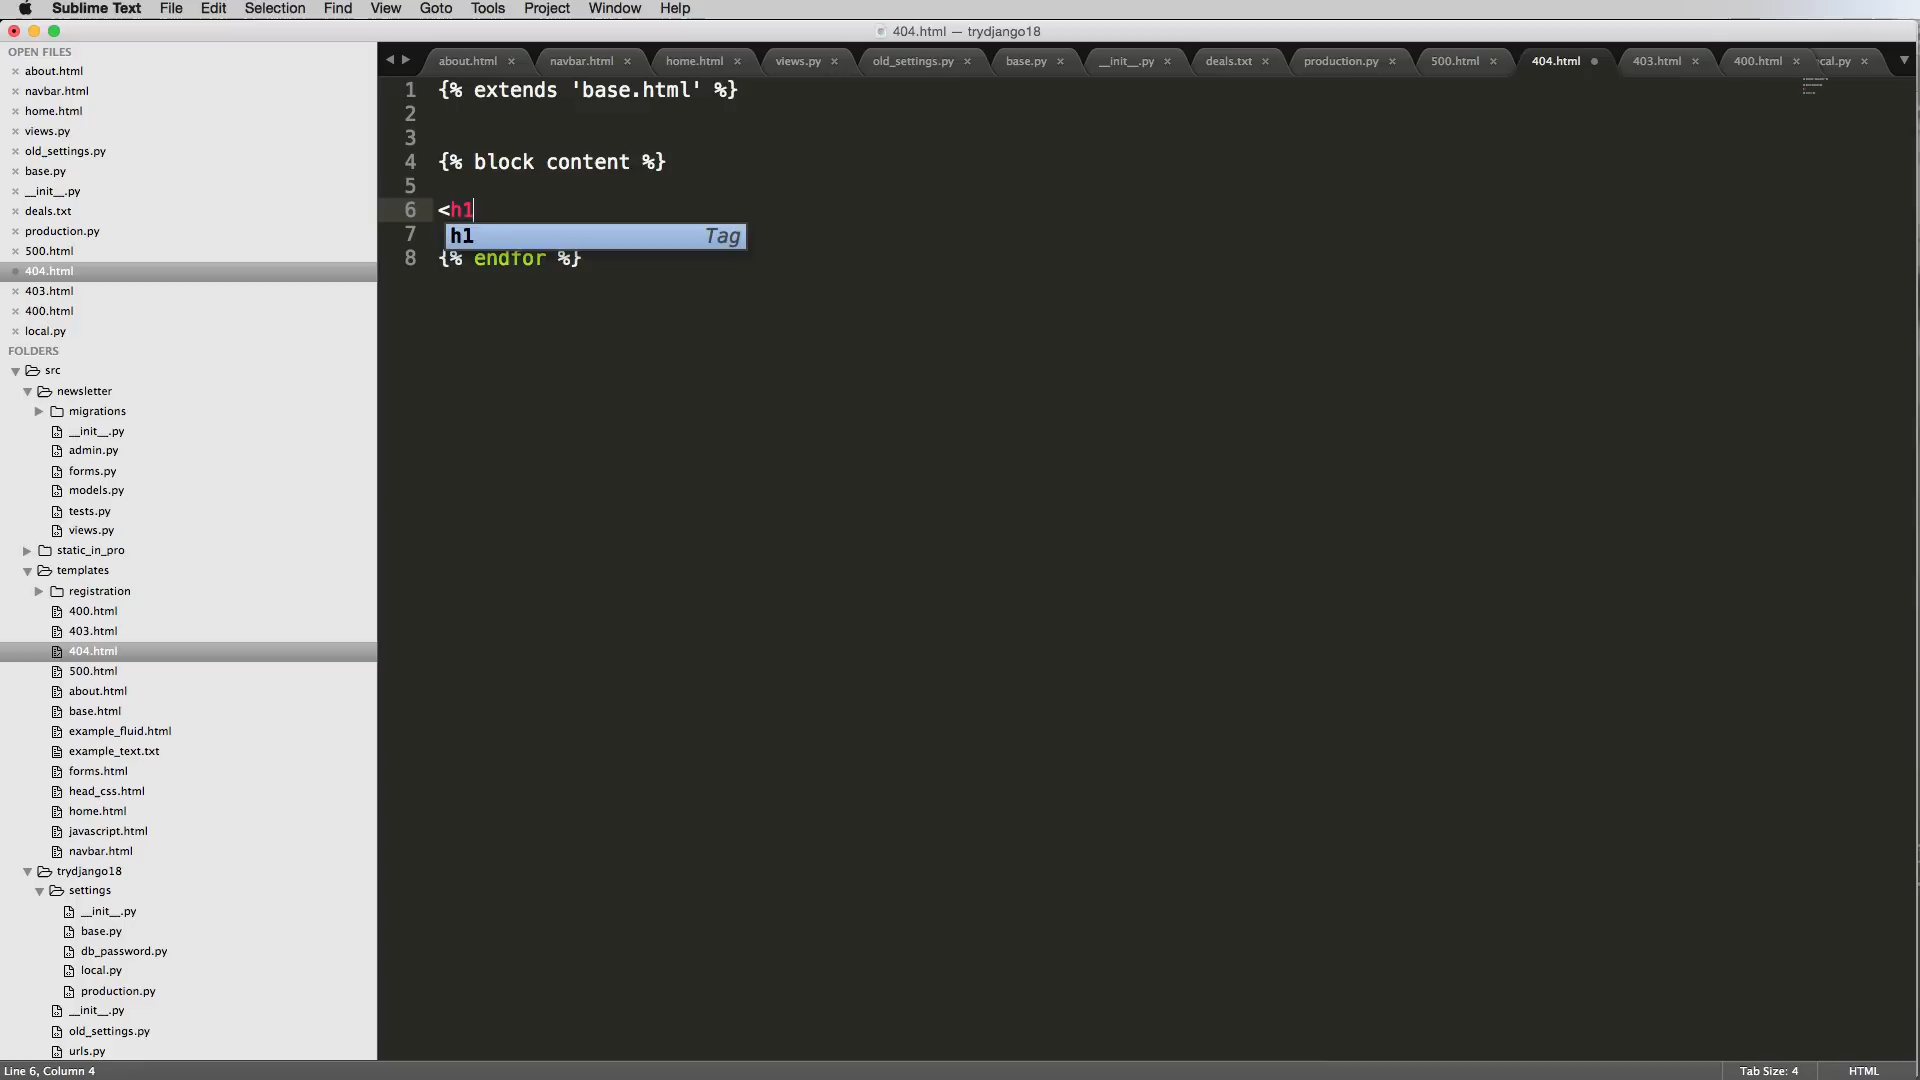 Sublime Text File Edit Selection Find View Goto Tools Project Window Help
404.html — trydjango18
OPEN FILES
about.html
navbar.html
home.html
views.py
old_settings.py
base.py
__init__.py
deals.txt
production.py
500.html
404.html
403.html
400.html
local.py
FOLDERS
src
newsletter
migrations
__init__.py
admin.py
forms.py
models.py
tests.py
views.py
static_in_pro
templates
registration
400.html
403.html
404.html
500.html
about.html
base.html
example_fluid.html
example_text.txt
forms.html
head_css.html
home.html
javascript.html
navbar.html
trydjango18
settings
__init__.py
base.py
db_password.py
local.py
production.py
__init__.py
old_settings.py
urls.py
about.html navbar.html home.html views.py old_settings.py base.py __init__.py deals.txt production.py 500.html 404.html 403.html 400.html cal.py
1 {% extends 'base.html' %}
2
3
4 {% block content %}
5
6 <h1
7 h1 Tag
8 {% endfor %}
Line 6, Column 4 Tab Size: 4 HTML